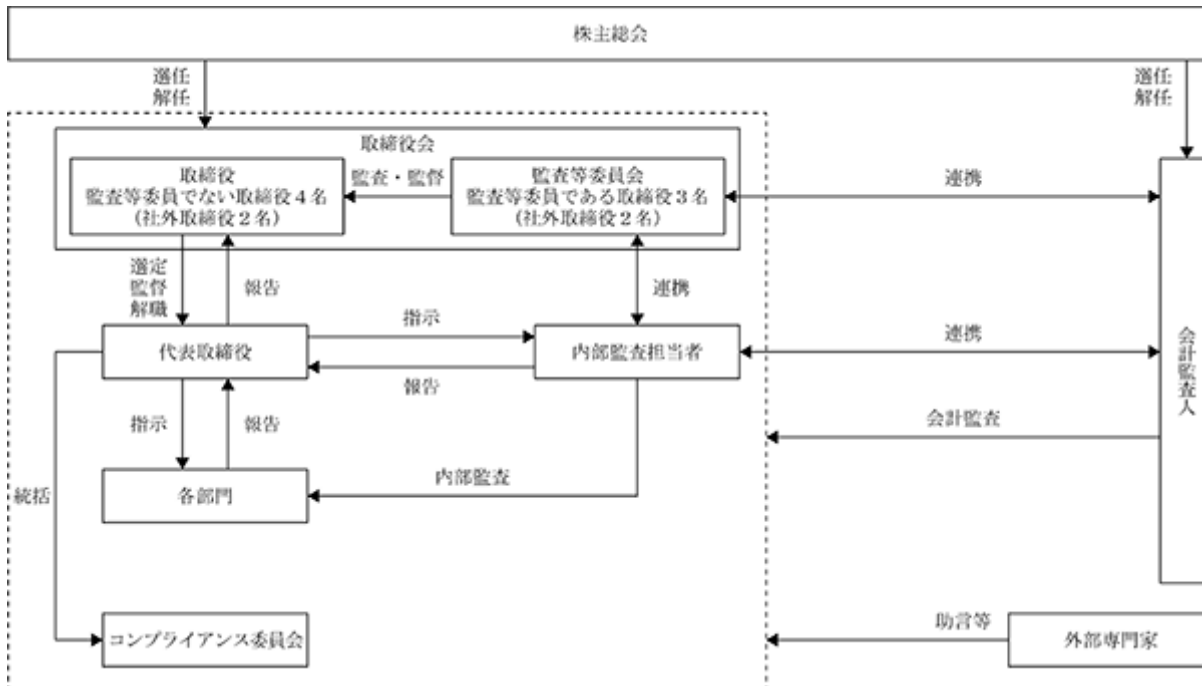 株主総会
選任
解任
選任
解任
取締役会
取締役
監査等委員でない取締役4名
(社外取締役2名)
監査・監督
監査等委員会
監査等委員である取締役3名
(社外取締役2名)
連携
選定
監督
解職
報告
連携
代表取締役
指示
報告
内部監査担当者
連携
会計監査人
指示
報告
会計監査
統括
各部門
内部監査
コンプライアンス委員会
助言等
外部専門家